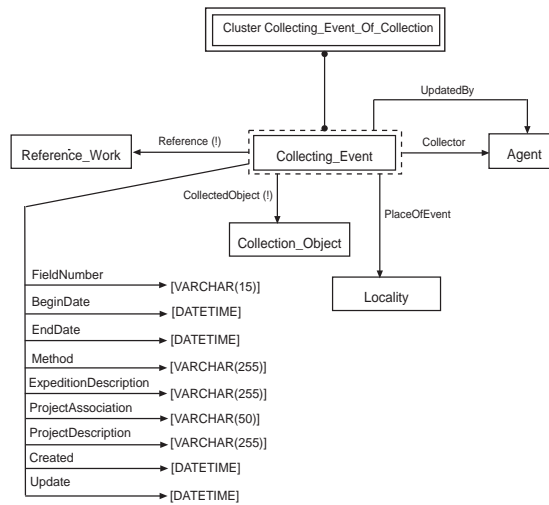 Cluster Collecting_Event_Of_Collection
UpdatedBy
Reference (!)
Collector
Reference_Work
Collecting_Event
Agent
CollectedObject (!)
PlaceOfEvent
Collection_Object
Locality
FieldNumber
[VARCHAR(15)]
BeginDate
[DATETIME]
EndDate
[DATETIME]
Method
[VARCHAR(255)]
ExpeditionDescription
[VARCHAR(255)]
ProjectAssociation
[VARCHAR(50)]
ProjectDescription
[VARCHAR(255)]
Created
[DATETIME]
Update
[DATETIME]